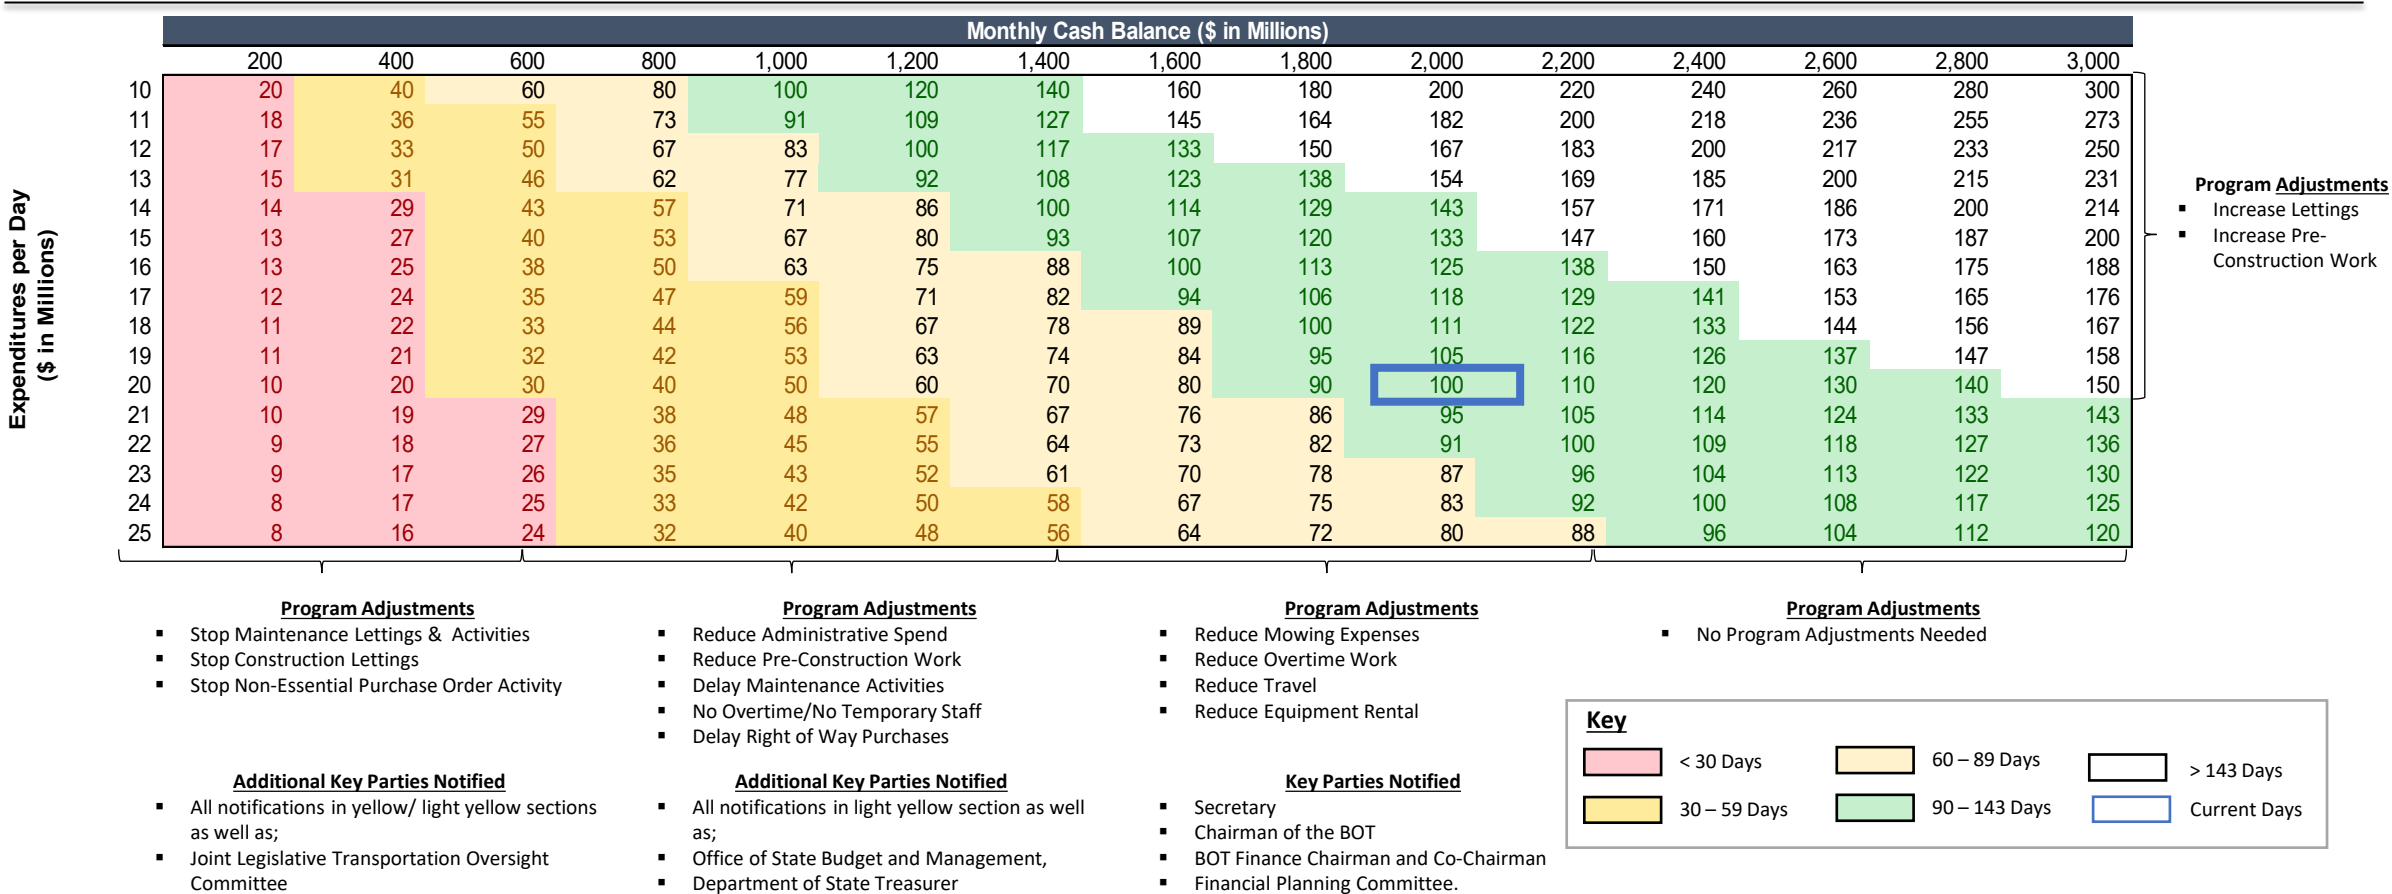 Monthly Cash Balance ($ in Millions)
200 400 600 800 1,000 1,200 1,400 1,600 1,800 2,000 2,200 2,400 2,600 2,800 3,000
Expenditures per Day
($ in Millions)
10 20 40 60 80 100 120 140 160 180 200 220 240 260 280 300
11 18 36 55 73 91 109 127 145 164 182 200 218 236 255 273
12 17 33 50 67 83 100 117 133 150 167 183 200 217 233 250
13 15 31 46 62 77 92 108 123 138 154 169 185 200 215 231
14 14 29 43 57 71 86 100 114 129 143 157 171 186 200 214
15 13 27 40 53 67 80 93 107 120 133 147 160 173 187 200
16 13 25 38 50 63 75 88 100 113 125 138 150 163 175 188
17 12 24 35 47 59 71 82 94 106 118 129 141 153 165 176
18 11 22 33 44 56 67 78 89 100 111 122 133 144 156 167
19 11 21 32 42 53 63 74 84 95 105 116 126 137 147 158
20 10 20 30 40 50 60 70 80 90 100 110 120 130 140 150
21 10 19 29 38 48 57 67 76 86 95 105 114 124 133 143
22 9 18 27 36 45 55 64 73 82 91 100 109 118 127 136
23 9 17 26 35 43 52 61 70 78 87 96 104 113 122 130
24 8 17 25 33 42 50 58 67 75 83 92 100 108 117 125
25 8 16 24 32 40 48 56 64 72 80 88 96 104 112 120
Program Adjustments
▪ Increase Lettings
▪ Increase Pre-
Construction Work
Program Adjustments
▪ Stop Maintenance Lettings & Activities
▪ Stop Construction Lettings
▪ Stop Non-Essential Purchase Order Activity
Additional Key Parties Notified
▪ All notifications in yellow/ light yellow sections
as well as;
▪ Joint Legislative Transportation Oversight
Committee
Program Adjustments
▪ Reduce Administrative Spend
▪ Reduce Pre-Construction Work
▪ Delay Maintenance Activities
▪ No Overtime/No Temporary Staff
▪ Delay Right of Way Purchases
Additional Key Parties Notified
▪ All notifications in light yellow section as well
as;
▪ Office of State Budget and Management,
▪ Department of State Treasurer
Program Adjustments
▪ Reduce Mowing Expenses
▪ Reduce Overtime Work
▪ Reduce Travel
▪ Reduce Equipment Rental
Key Parties Notified
▪ Secretary
▪ Chairman of the BOT
▪ BOT Finance Chairman and Co-Chairman
▪ Financial Planning Committee.
Program Adjustments
▪ No Program Adjustments Needed
Key
< 30 Days
60 – 89 Days
> 143 Days
30 – 59 Days
90 – 143 Days
Current Days